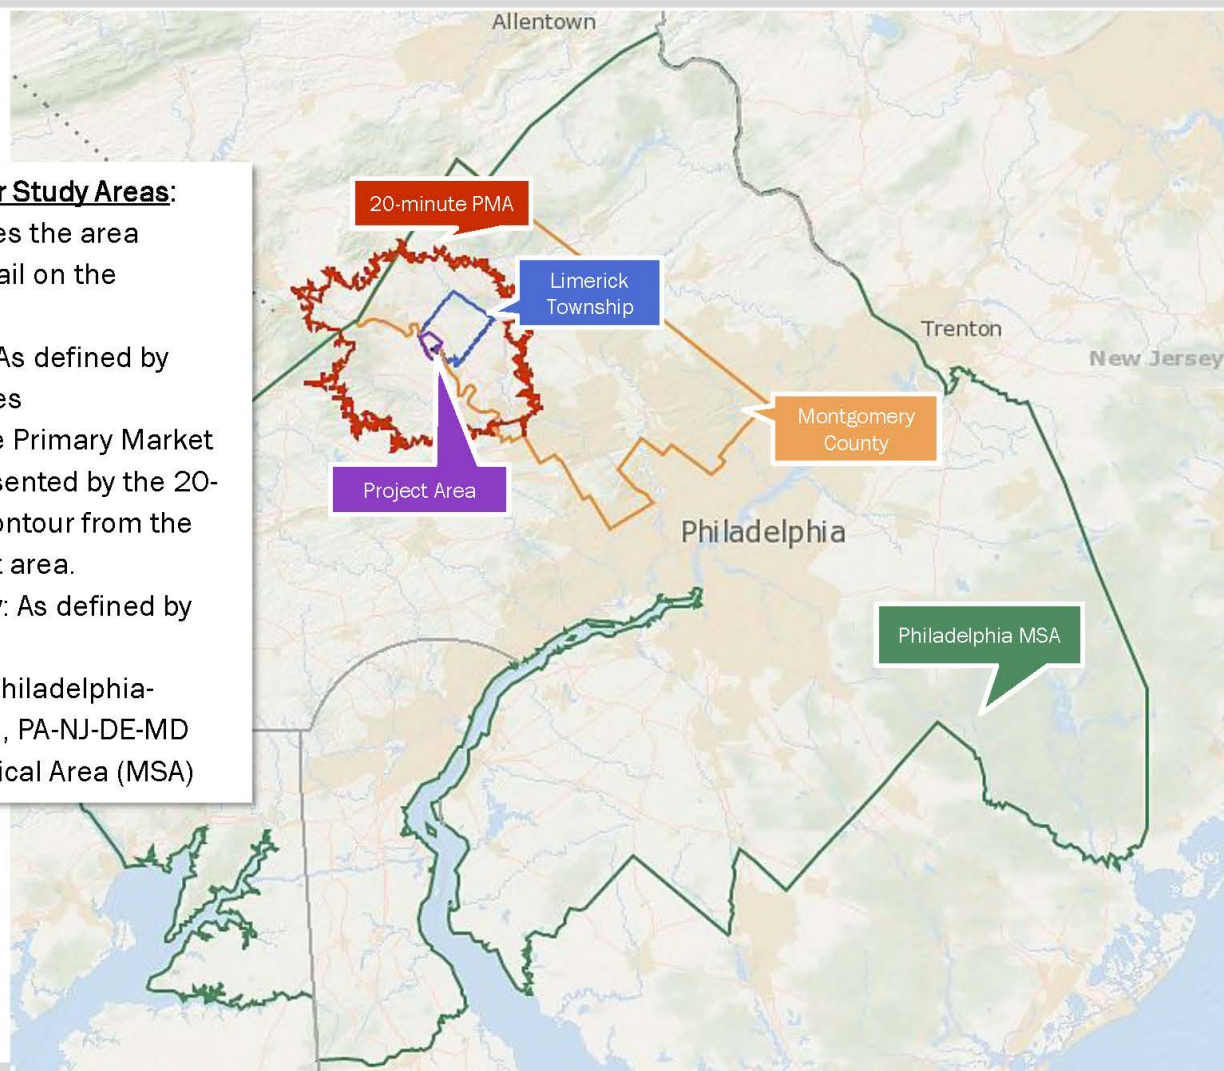 Allentown
r Study Areas:
es the area
ail on the
As defined by
es
e Primary Market
sented by the 20-
ontour from the
t area.
y: As defined by
hiladelphia-
, PA-NJ-DE-MD
ical Area (MSA)
20-minute PMA
Limerick
Township
Trenton
New Jersey
Montgomery
County
Project Area
Philadelphia
Philadelphia MSA